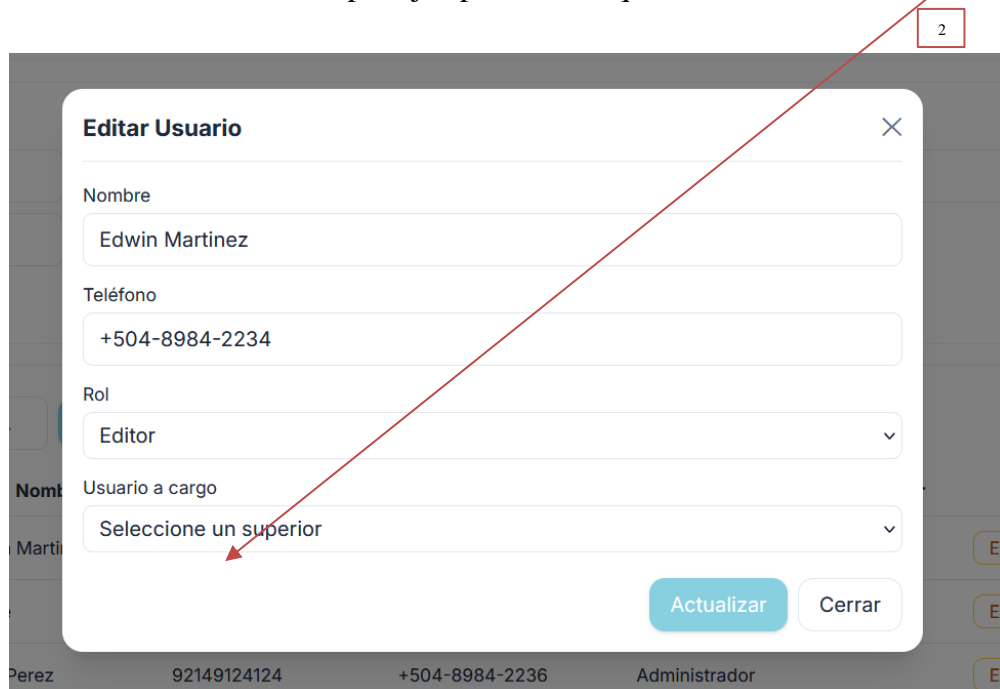 2
Editar Usuario
Nombre
Edwin Martinez
Teléfono
+504-8984-2234
Rol
Editor
Usuario a cargo
Seleccione un superior
Actualizar
Cerrar
Perez 92149124124 +504-8984-2236 Administrador